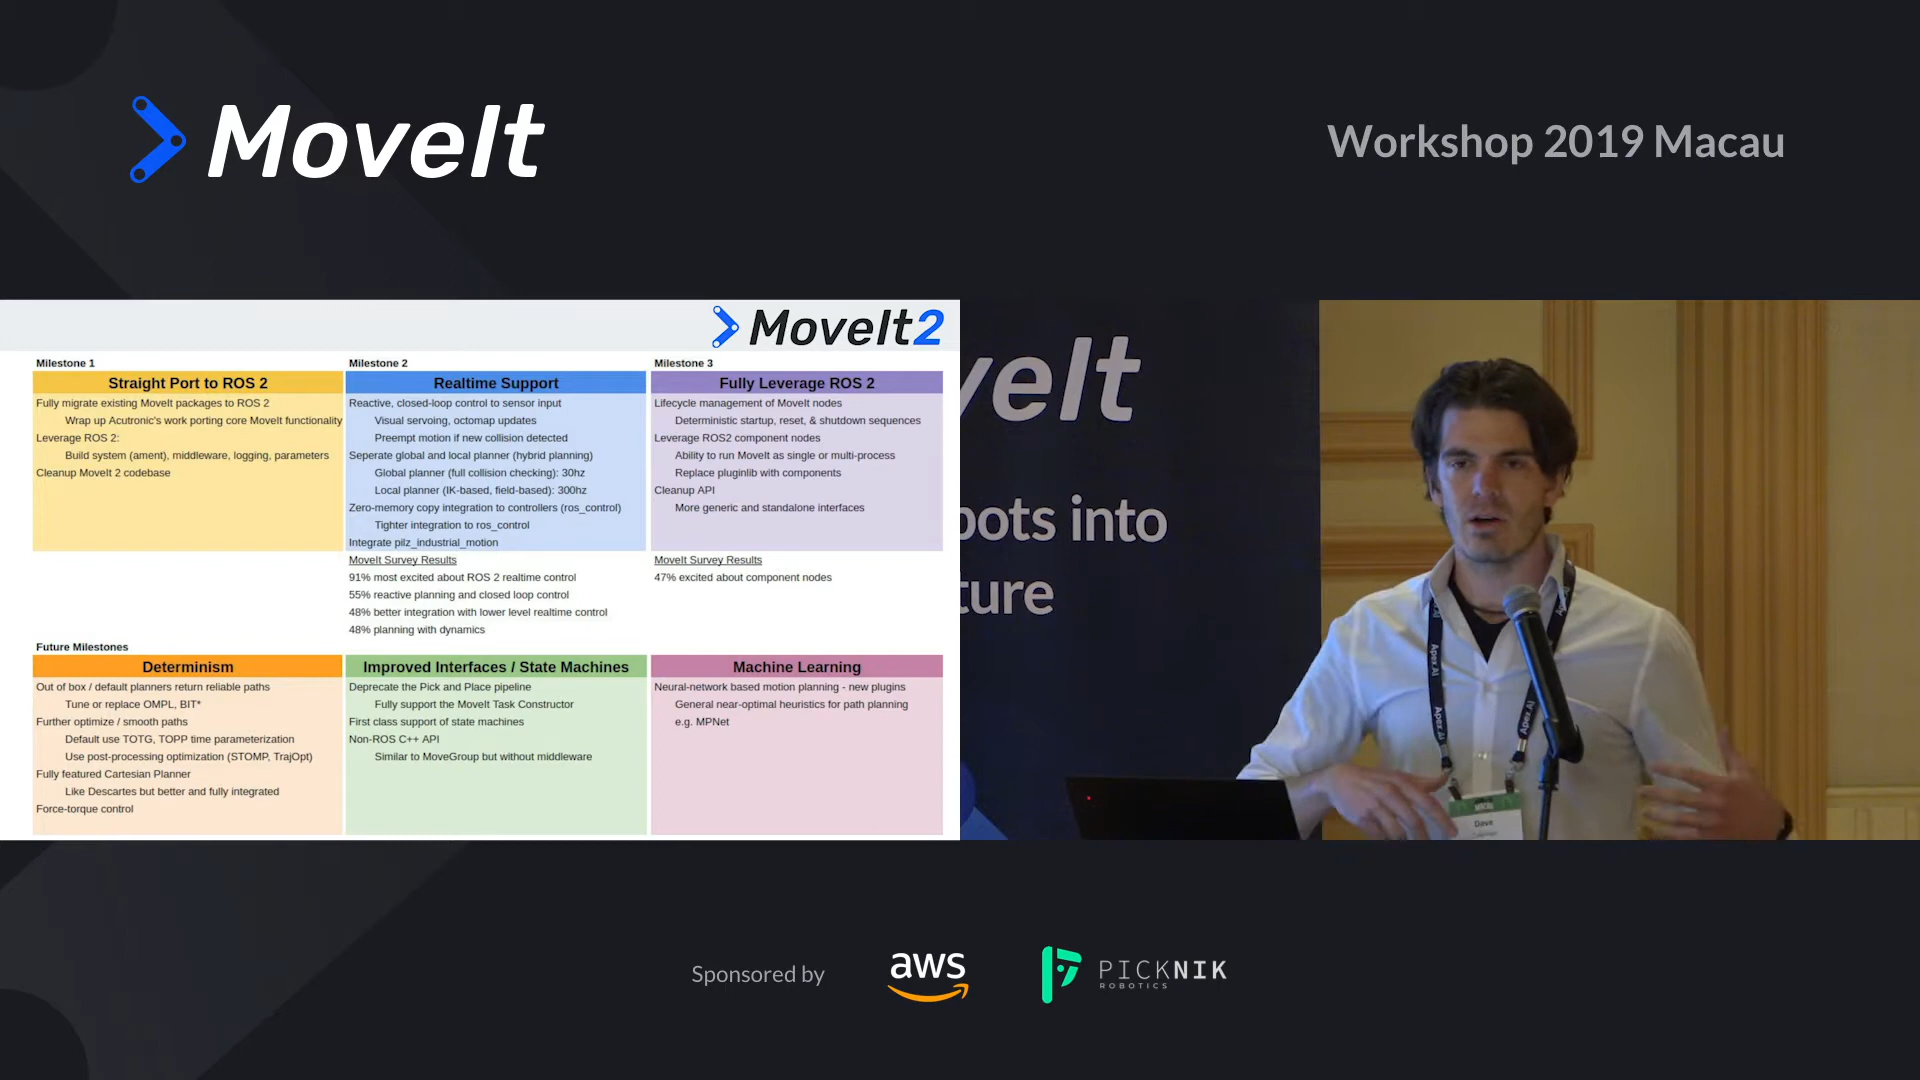 MoveIt
Workshop 2019 Macau
MoveIt2
Milestone 1
Straight Port to ROS 2
Fully migrate existing MoveIt packages to ROS 2
Wrap up Acutronic's work porting core MoveIt functionality
Leverage ROS 2:
Build system (ament), middleware, logging, parameters
Cleanup MoveIt 2 codebase
Milestone 2
Realtime Support
Reactive, closed-loop control to sensor input
Visual servoing, octomap updates
Preempt motion if new collision detected
Seperate global and local planner (hybrid planning)
Global planner (full collision checking): 30hz
Local planner (IK-based, field-based): 300hz
Zero-memory copy integration to controllers (ros_control)
Tighter integration to ros_control
Integrate pilz_industrial_motion
MoveIt Survey Results
91% most excited about ROS 2 realtime control
55% reactive planning and closed loop control
48% better integration with lower level realtime control
48% planning with dynamics
Milestone 3
Fully Leverage ROS 2
Lifecycle management of MoveIt nodes
Deterministic startup, reset, & shutdown sequences
Leverage ROS2 component nodes
Ability to run MoveIt as single or multi-process
Replace pluginlib with components
Cleanup API
More generic and standalone interfaces
MoveIt Survey Results
47% excited about component nodes
Future Milestones
Determinism
Out of box / default planners return reliable paths
Tune or replace OMPL, BIT*
Further optimize / smooth paths
Default use TOTG, TOPP time parameterization
Use post-processing optimization (STOMP, TrajOpt)
Fully featured Cartesian Planner
Like Descartes but better and fully integrated
Force-torque control
Improved Interfaces / State Machines
Deprecate the Pick and Place pipeline
Fully support the MoveIt Task Constructor
First class support of state machines
Non-ROS C++ API
Similar to MoveGroup but without middleware
Machine Learning
Neural-network based motion planning - new plugins
General near-optimal heuristics for path planning
e.g. MPNet
veIt
bots into
ture
Apex.AI
Apex.AI
Apex.AI
Dave
Sponsored by
aws
PICKNIK
ROBOTICS